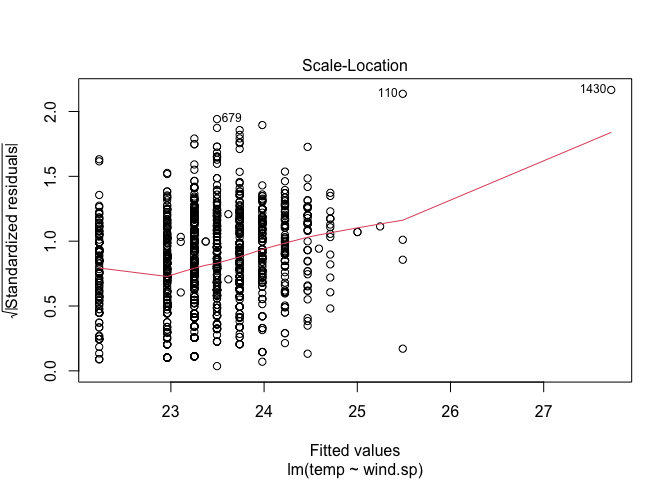 Scale-Location
110
1430
679
√|Standardized residuals|
2.0
1.5
1.0
0.5
0.0
23 24 25 26 27
Fitted values
lm(temp ~ wind.sp)